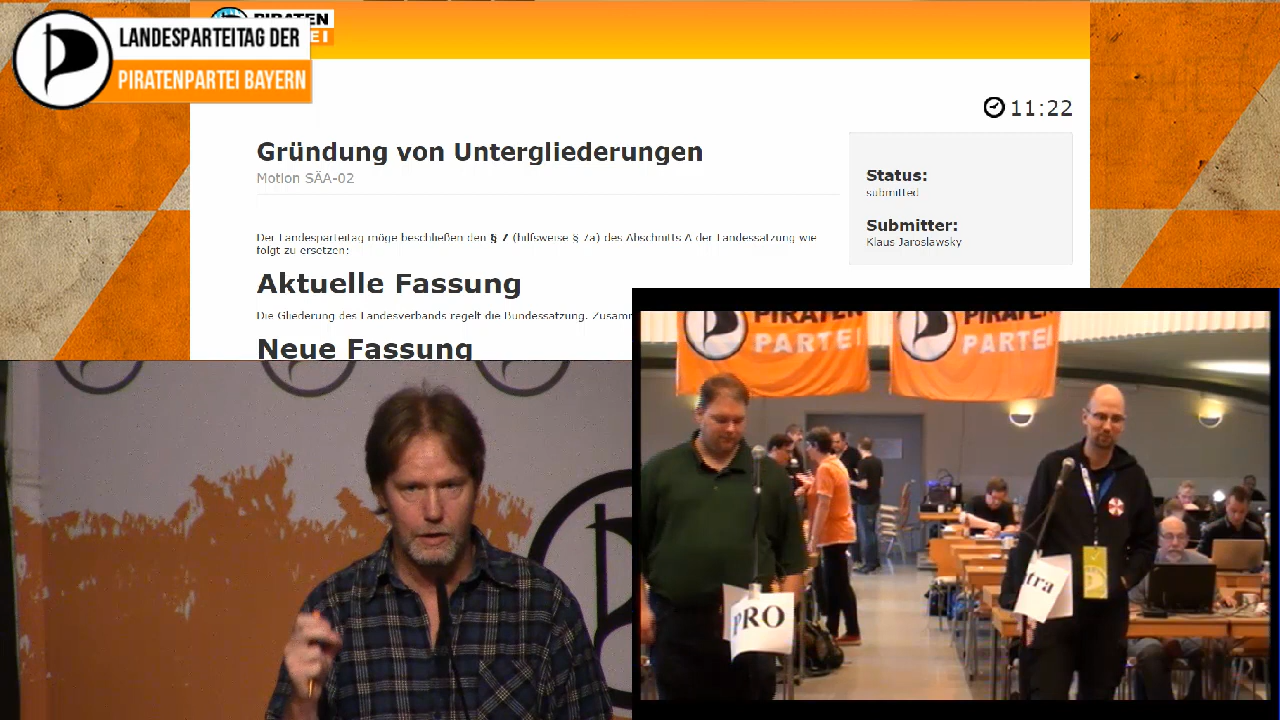 LANDESPARTEITAG DER
PIRATENPARTEI BAYERN
PIRATEN
EI
11:22
Gründung von Untergliederungen
Motion SÄA-02
Status:
submitted
Submitter:
Klaus Jaroslawsky
Der Landesparteitag möge beschließen den § 7 (hilfsweise § 7a) des Abschnitts A der Landessatzung wie
folgt zu ersetzen:
Aktuelle Fassung
Die Gliederung des Landesverbands regelt die Bundessatzung. Zusamm
Neue Fassung
PIRATEN
PARTEI
PIRATEN
PARTEI
PRO
tra